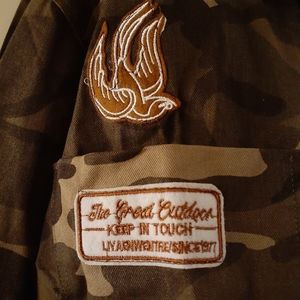 The Great Outdoor
KEEP IN TOUCH
SINCE 1977